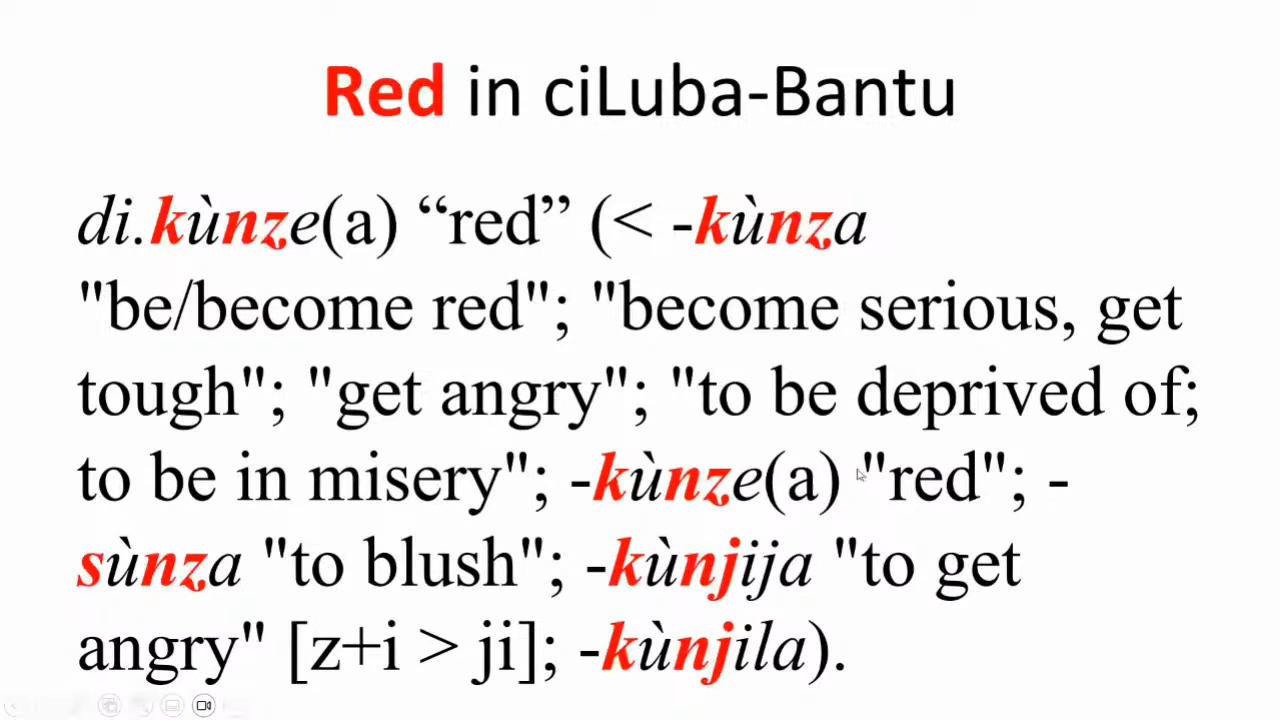 Red in ciLuba-Bantu
di.kùnze(a) “red” (< -kùnza
"be/become red"; "become serious, get
tough"; "get angry"; "to be deprived of;
to be in misery"; -kùnze(a) "red"; -
sùnza "to blush"; -kùnjija "to get
angry" [z+i > ji]; -kùnjila).